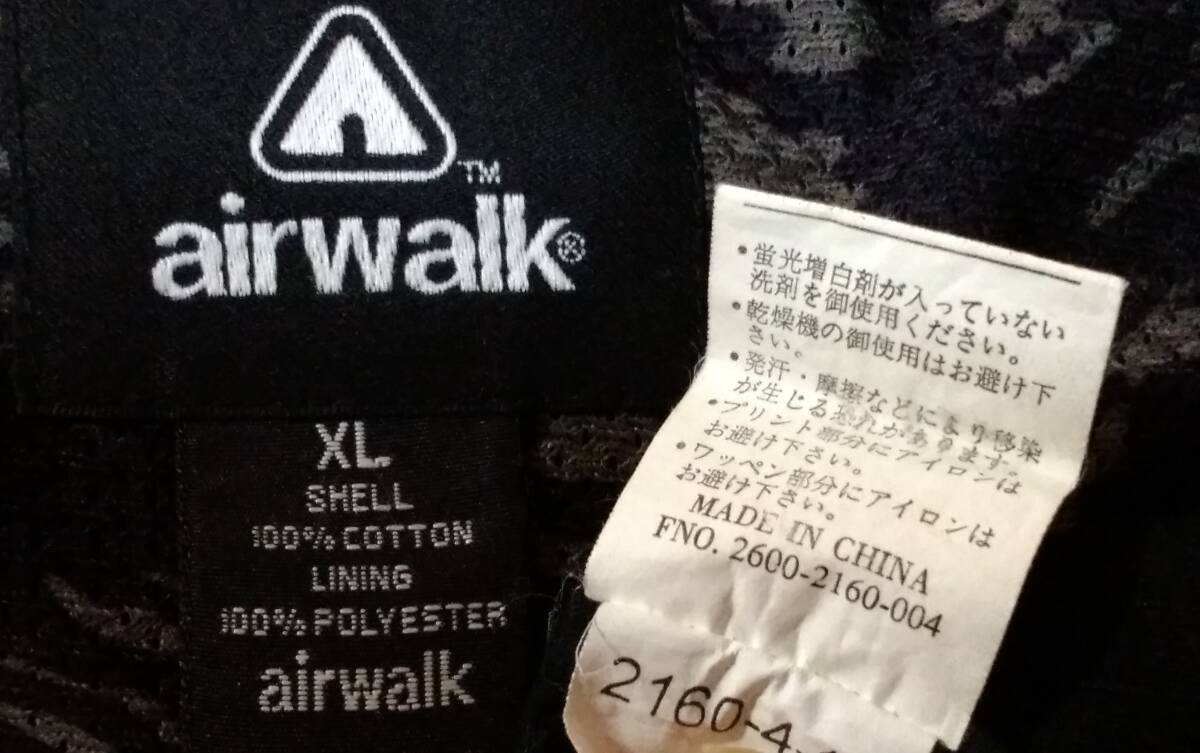 TM
airwalk®
XL
SHELL
100% COTTON
LINING
100% POLYESTER
airwalk
・蛍光増白剤が入っていない
洗剤を御使用ください。
・乾燥機の御使用はお避け下
さい。
・発汗・摩擦などにより移染
が生じる恐れがあります。
・プリント部分にアイロンは
お避け下さい。
・ワッペン部分にアイロンは
お避け下さい。
MADE IN CHINA
FNO. 2600-2160-004
2160-4